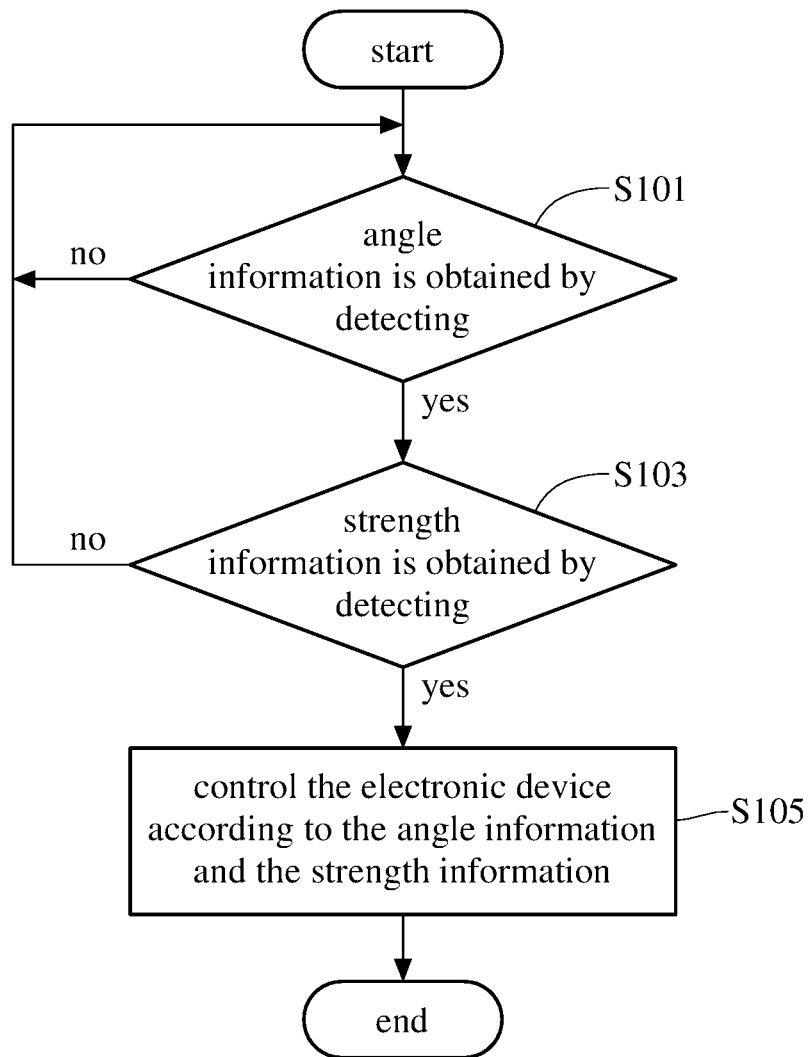 start
S101
angle
information is obtained by
detecting
no
yes
S103
strength
information is obtained by
detecting
no
yes
control the electronic device
according to the angle information
and the strength information
S105
end